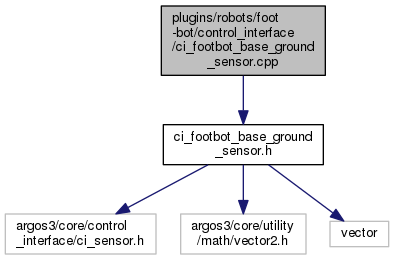 plugins/robots/foot
-bot/control_interface
/ci_footbot_base_ground
_sensor.cpp
ci_footbot_base_ground
_sensor.h
argos3/core/control
_interface/ci_sensor.h
argos3/core/utility
/math/vector2.h
vector